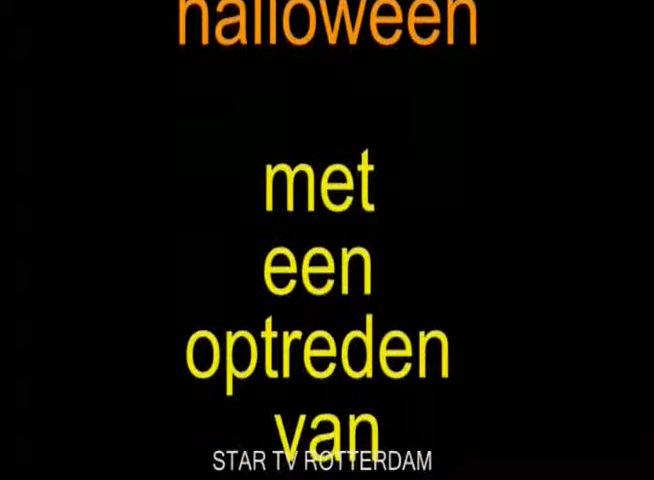 halloween
met
een
optreden
van
STAR TV ROTTERDAM